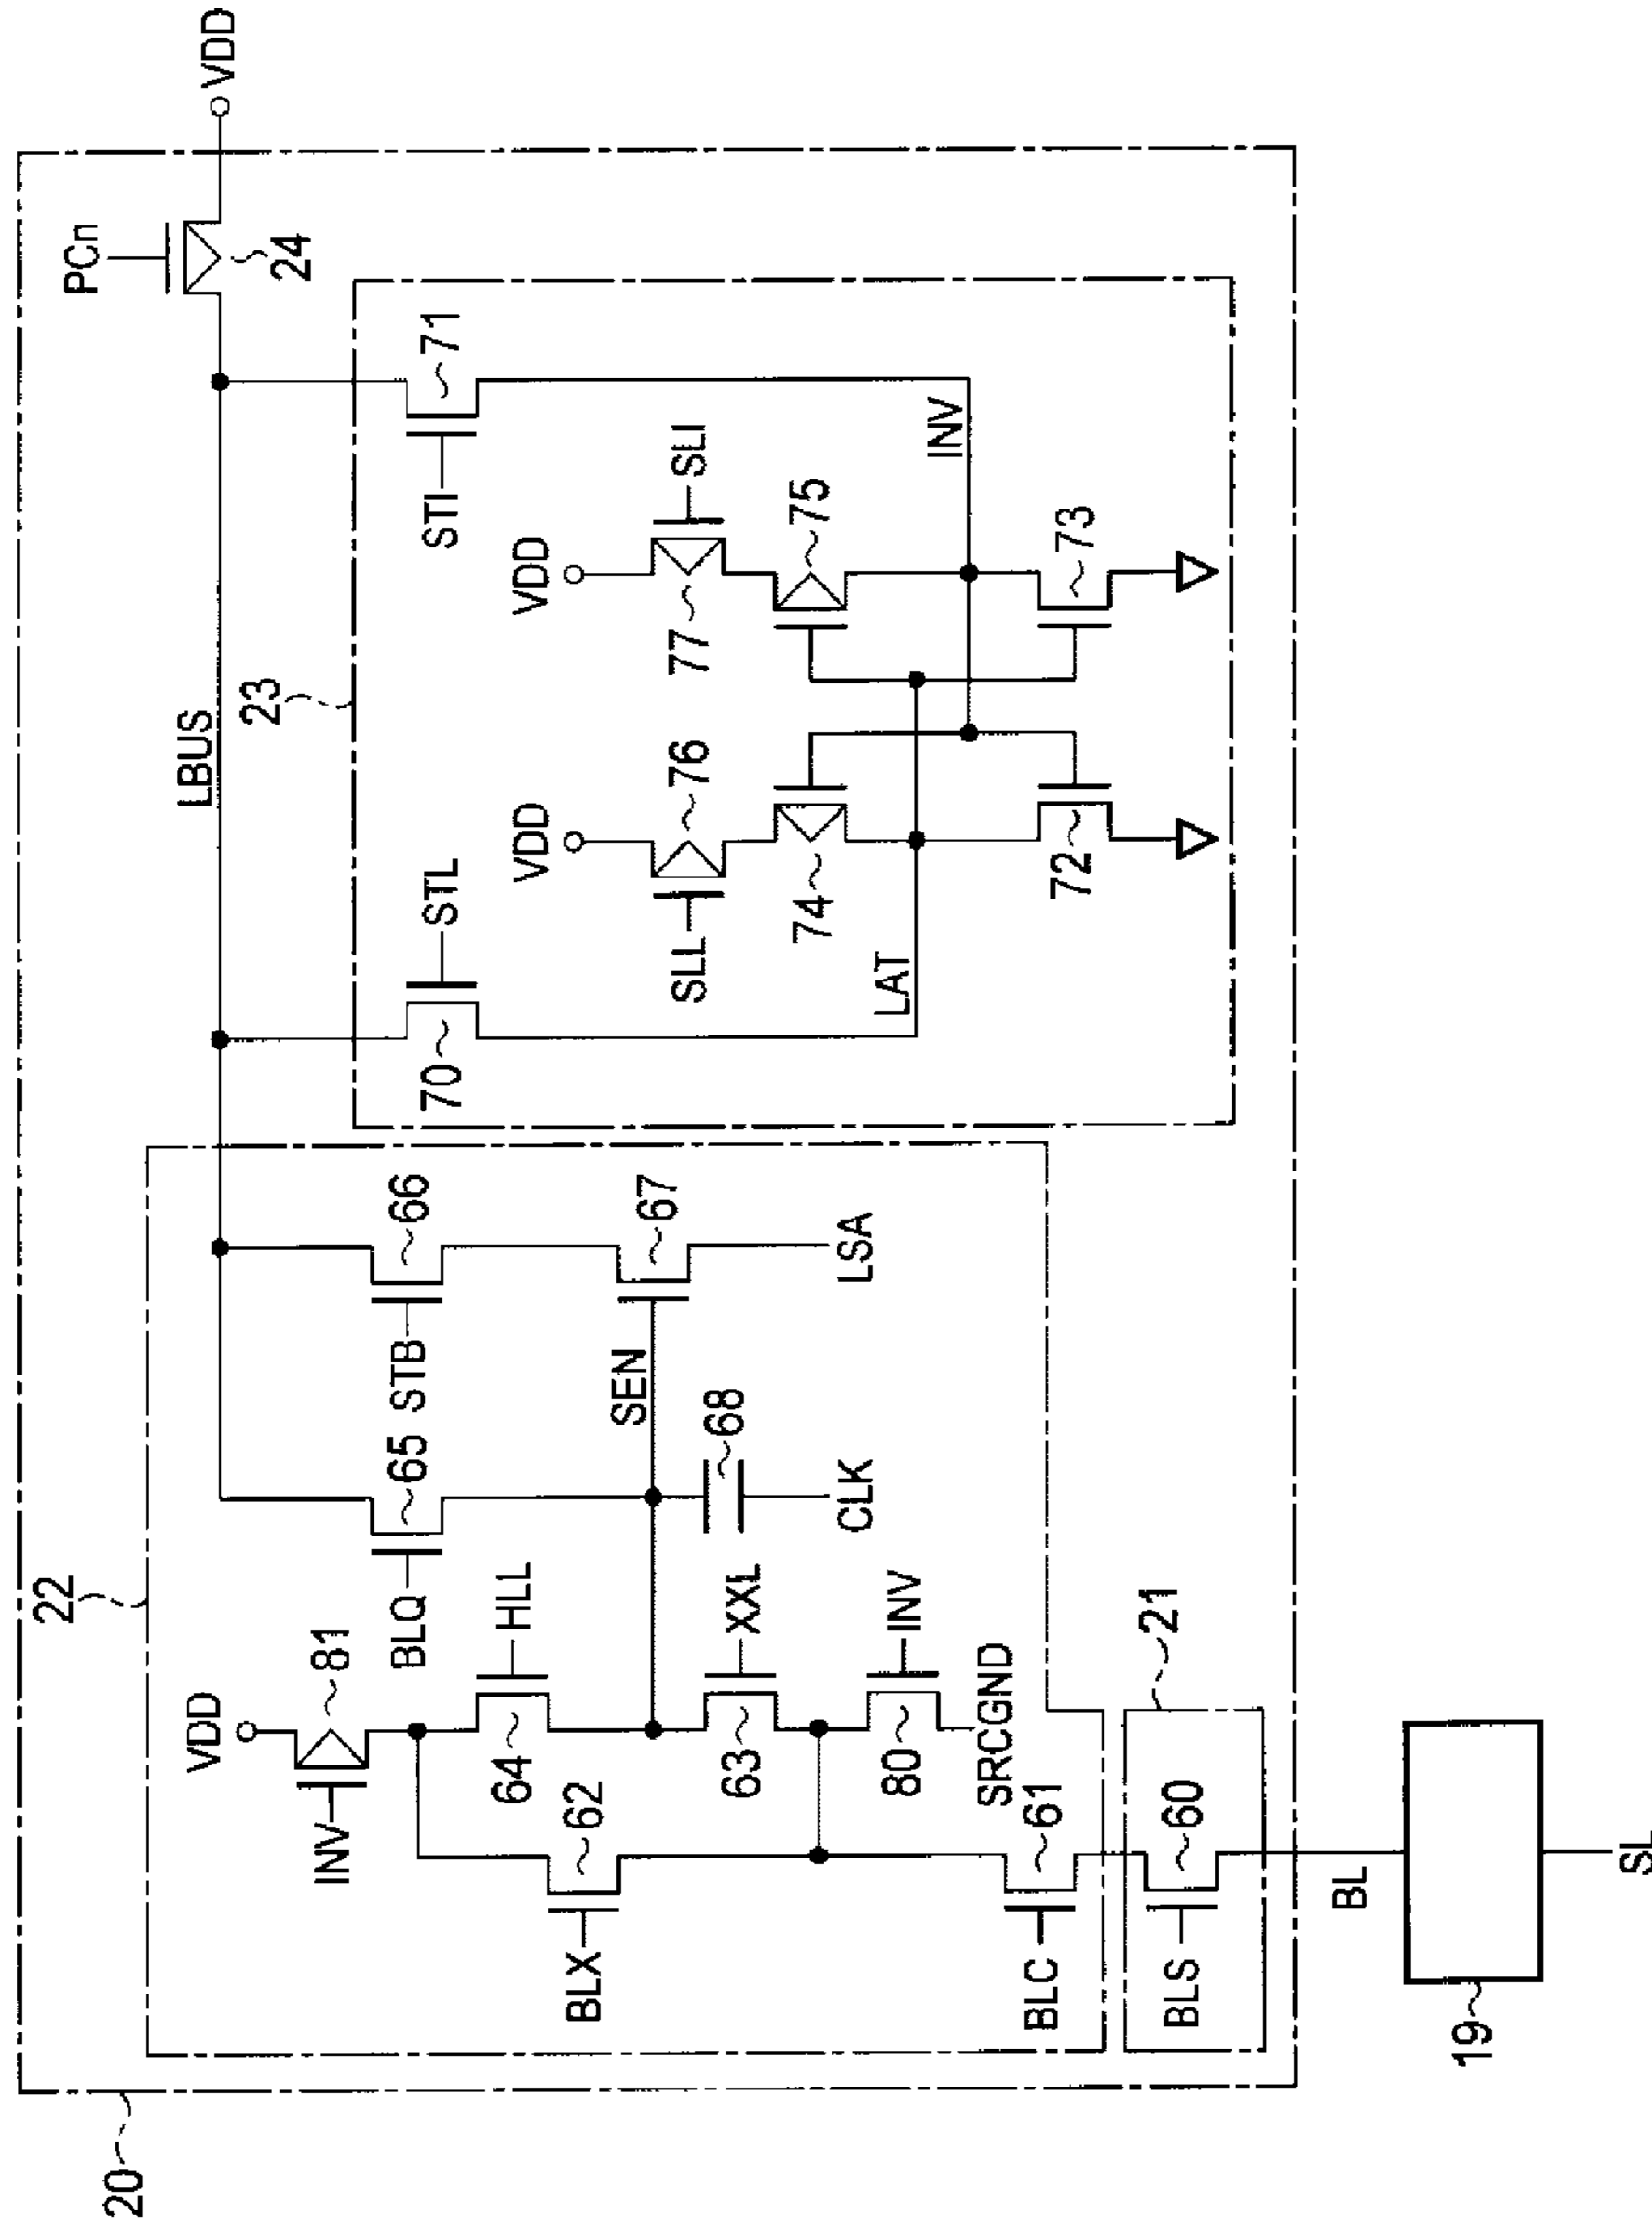 20
22
VDD
INV
81
BLQ
65
STB
66
LBUS
STL
70
23
STI
71
PCn
24
VDD
BLX
62
64
HLL
SEN
67
68
CLK
LSA
63
XXL
80
INV
SRCGND
BLC
61
21
BLS
60
BL
19
SL
VDD
SLL
76
74
LAT
72
VDD
77
SLI
75
INV
73